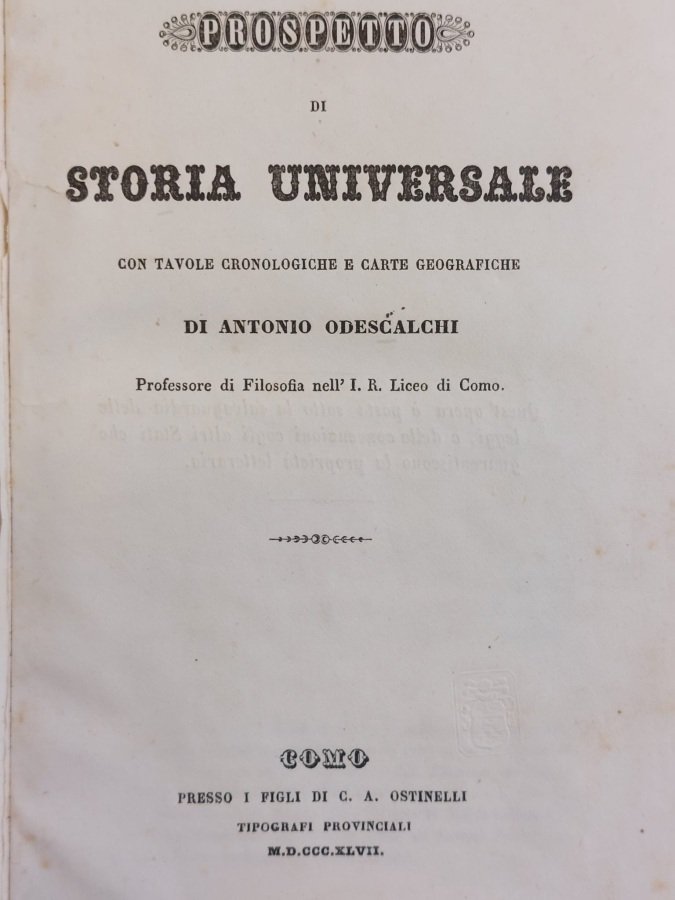 PROSPETTO
DI
STORIA UNIVERSALE
CON TAVOLE CRONOLOGICHE E CARTE GEOGRAFICHE
DI ANTONIO ODESCALCHI
Professore di Filosofia nell' I. R. Liceo di Como.
COMO
PRESSO I FIGLI DI C. A. OSTINELLI
TIPOGRAFI PROVINCIALI
M.D.CCC.XLVII.